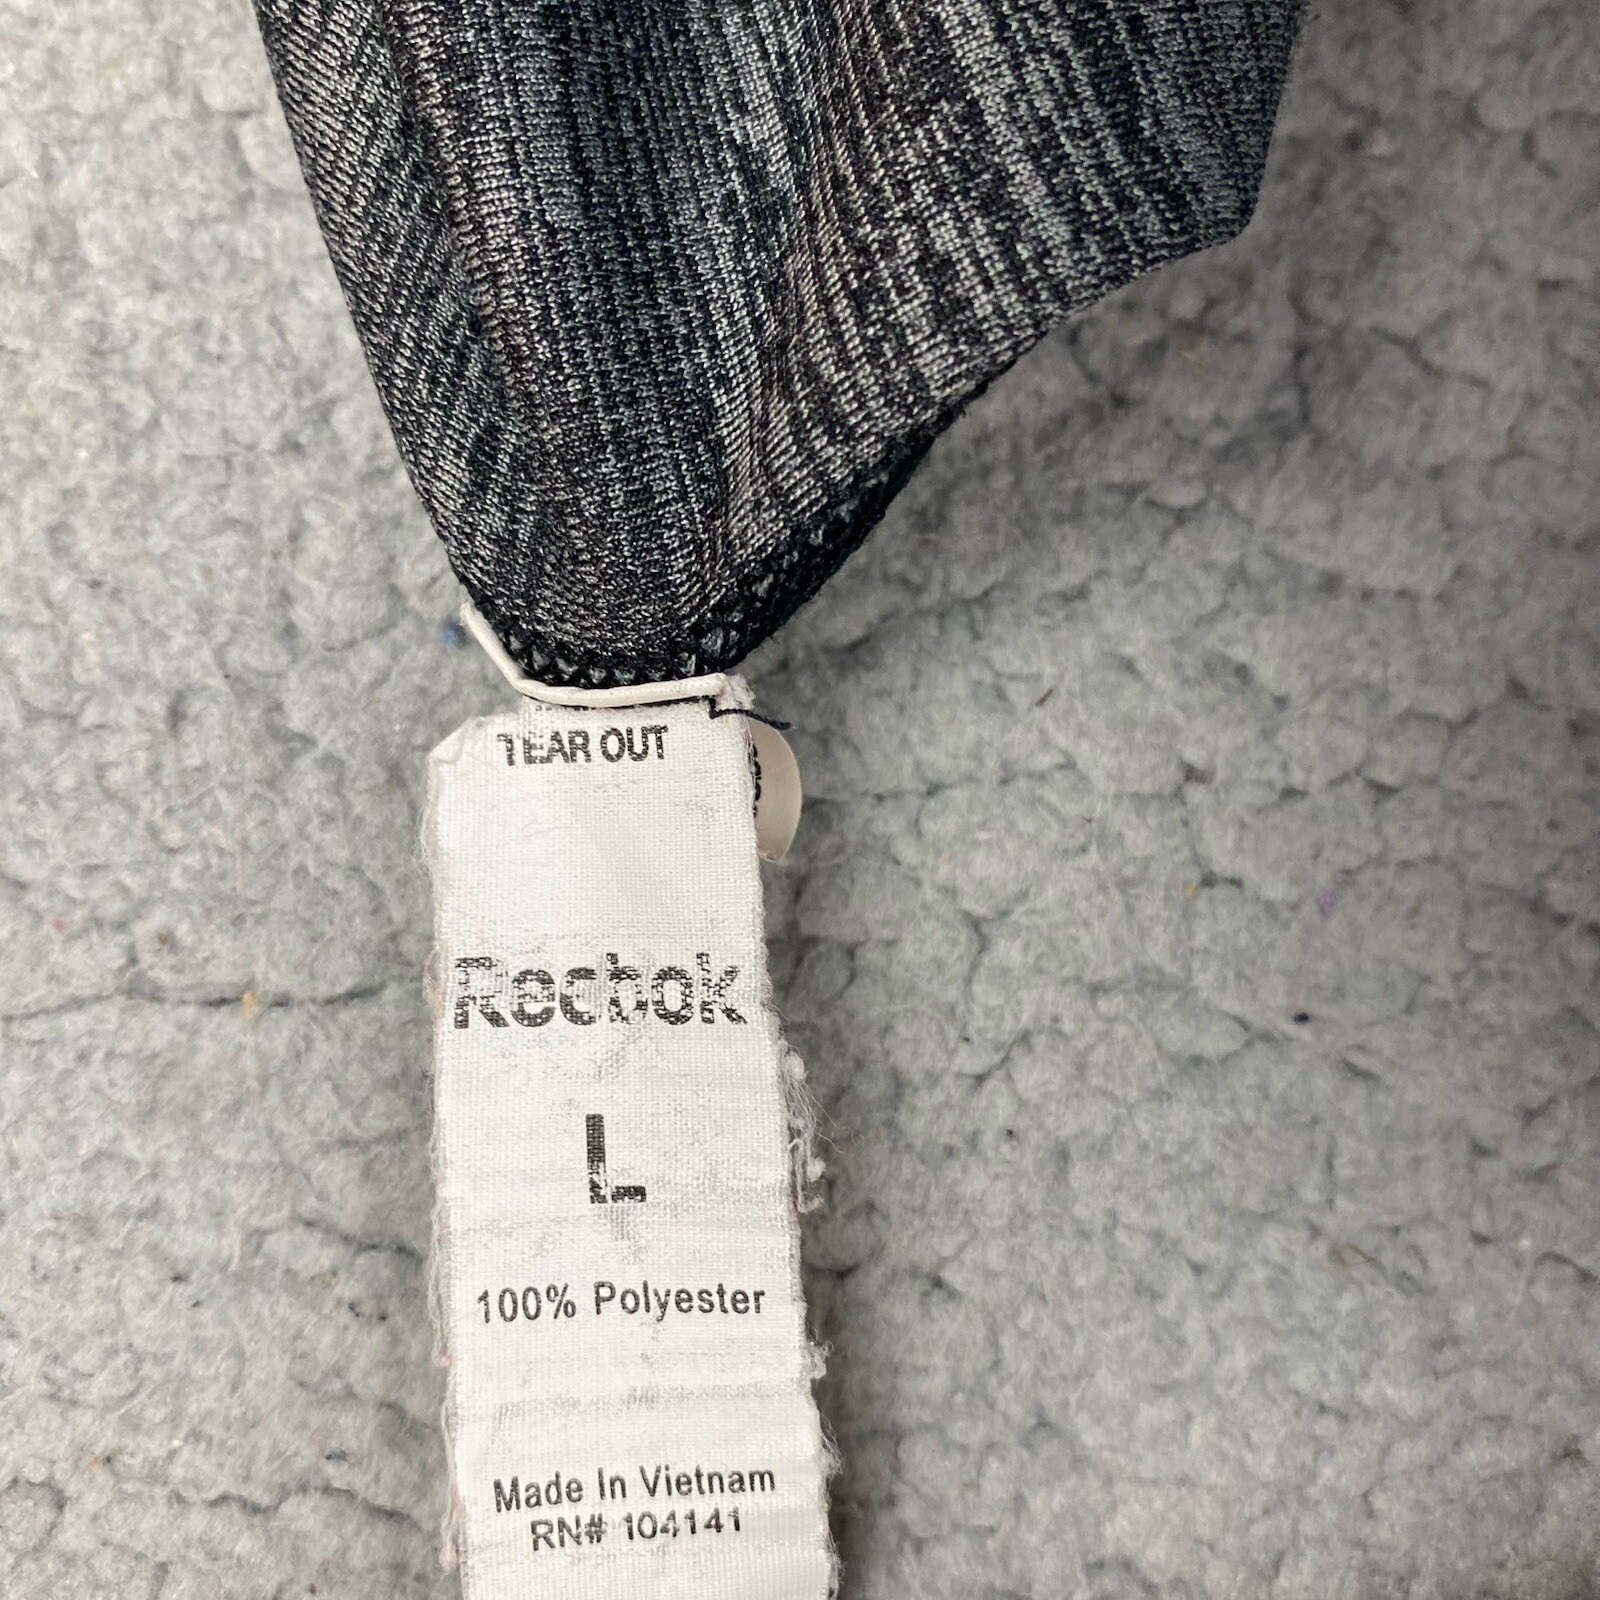 TEAR OUT
Reebok
L
100% Polyester
Made In Vietnam
RN# 104141